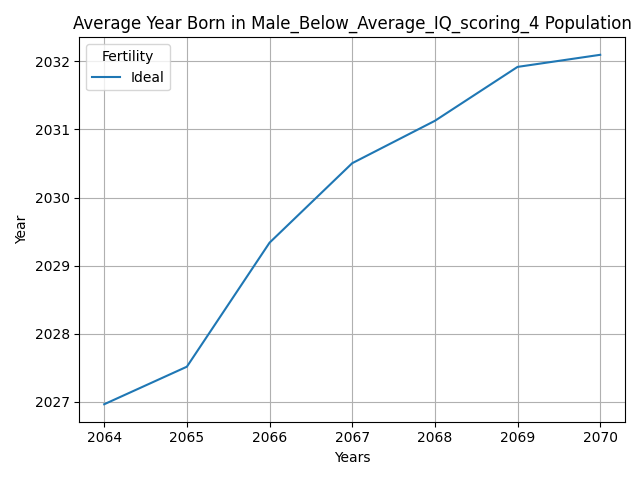 Average Year Born in Male_Below_Average_IQ_scoring_4 Population
Fertility
Ideal
2032
2031
2030
2029
2028
2027
Year
2064 2065 2066 2067 2068 2069 2070
Years